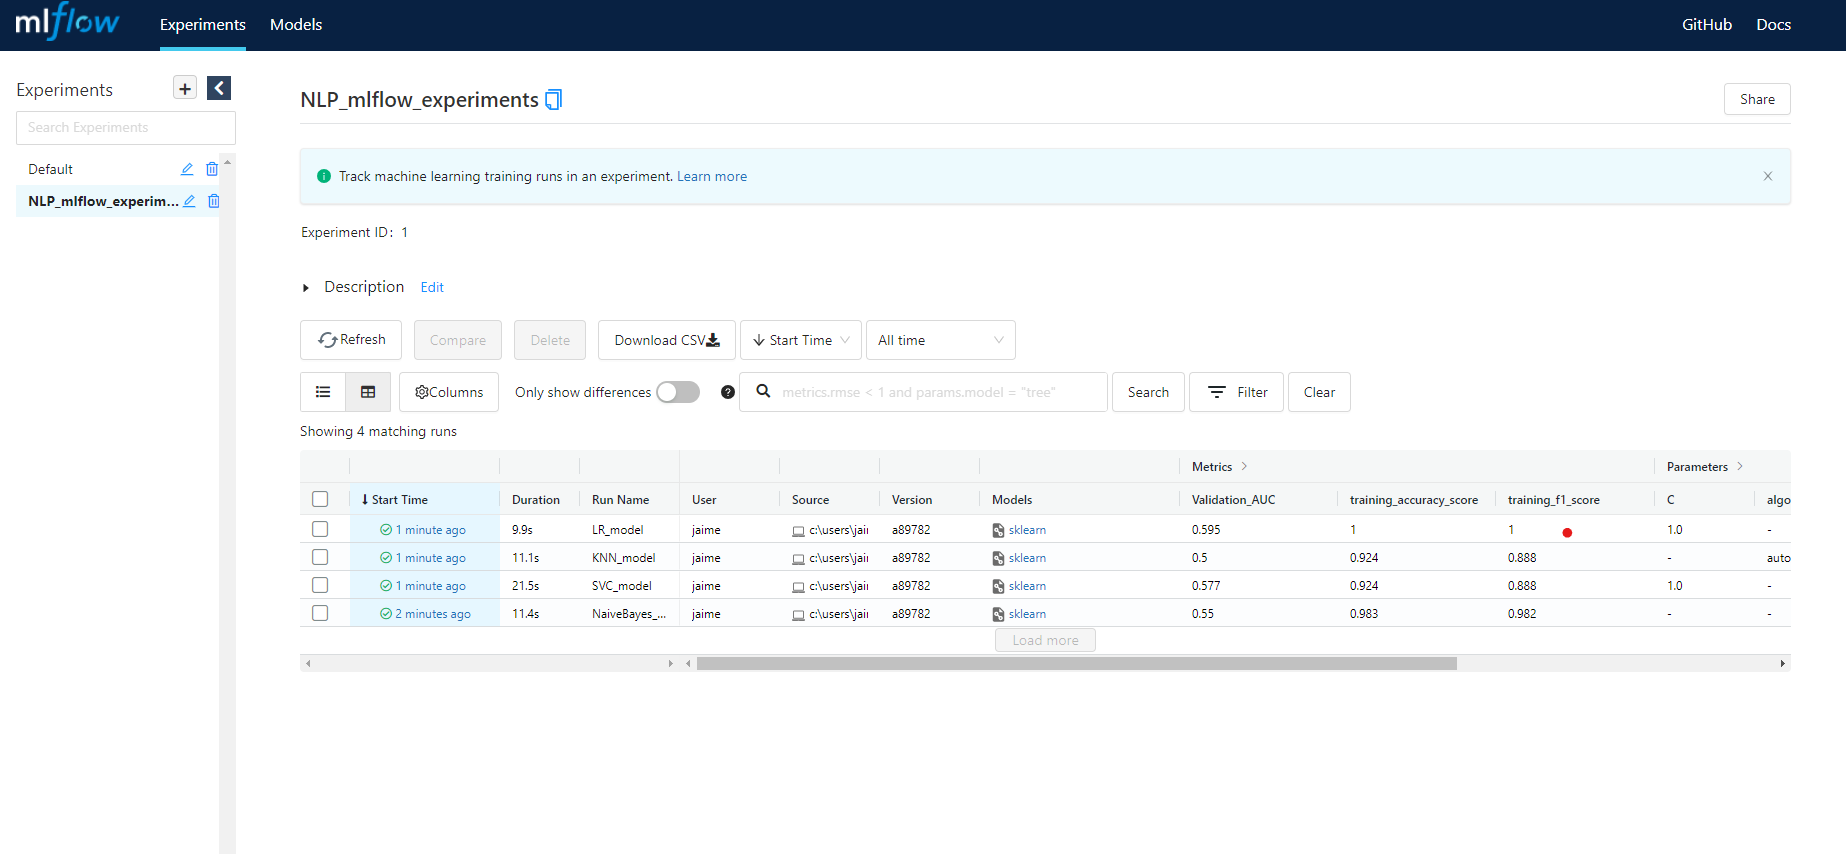 mlflow Experiments Models GitHub Docs
Experiments +
Search Experiments
Default
NLP_mlflow_experim...
NLP_mlflow_experiments Share
Track machine learning training runs in an experiment. Learn more
Experiment ID: 1
Description Edit
Refresh Compare Delete Download CSV Start Time All time
Columns Only show differences ? metrics.rmse < 1 and params.model = "tree" Search Filter Clear
Showing 4 matching runs
Metrics > Parameters >
Start Time Duration Run Name User Source Version Models Validation_AUC training_accuracy_score training_f1_score C algo
1 minute ago 9.9s LR_model jaime c:\users\jaii a89782 sklearn 0.595 1 1 1.0 -
1 minute ago 11.1s KNN_model jaime c:\users\jaii a89782 sklearn 0.5 0.924 0.888 - auto
1 minute ago 21.5s SVC_model jaime c:\users\jaii a89782 sklearn 0.577 0.924 0.888 1.0 -
2 minutes ago 11.4s NaiveBayes_... jaime c:\users\jaii a89782 sklearn 0.55 0.983 0.982 - -
Load more